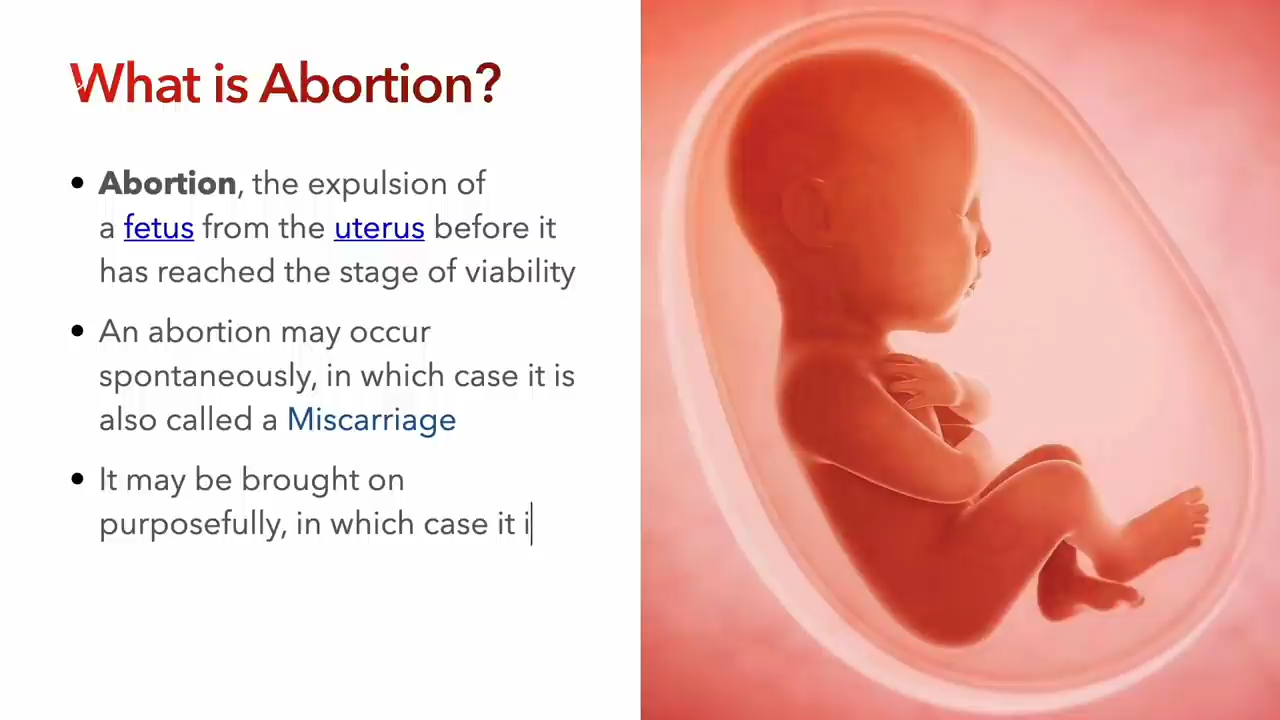 What is Abortion?
Abortion, the expulsion of
a fetus from the uterus before it
has reached the stage of viability
An abortion may occur
spontaneously, in which case it is
also called a Miscarriage
It may be brought on
purposefully, in which case it i